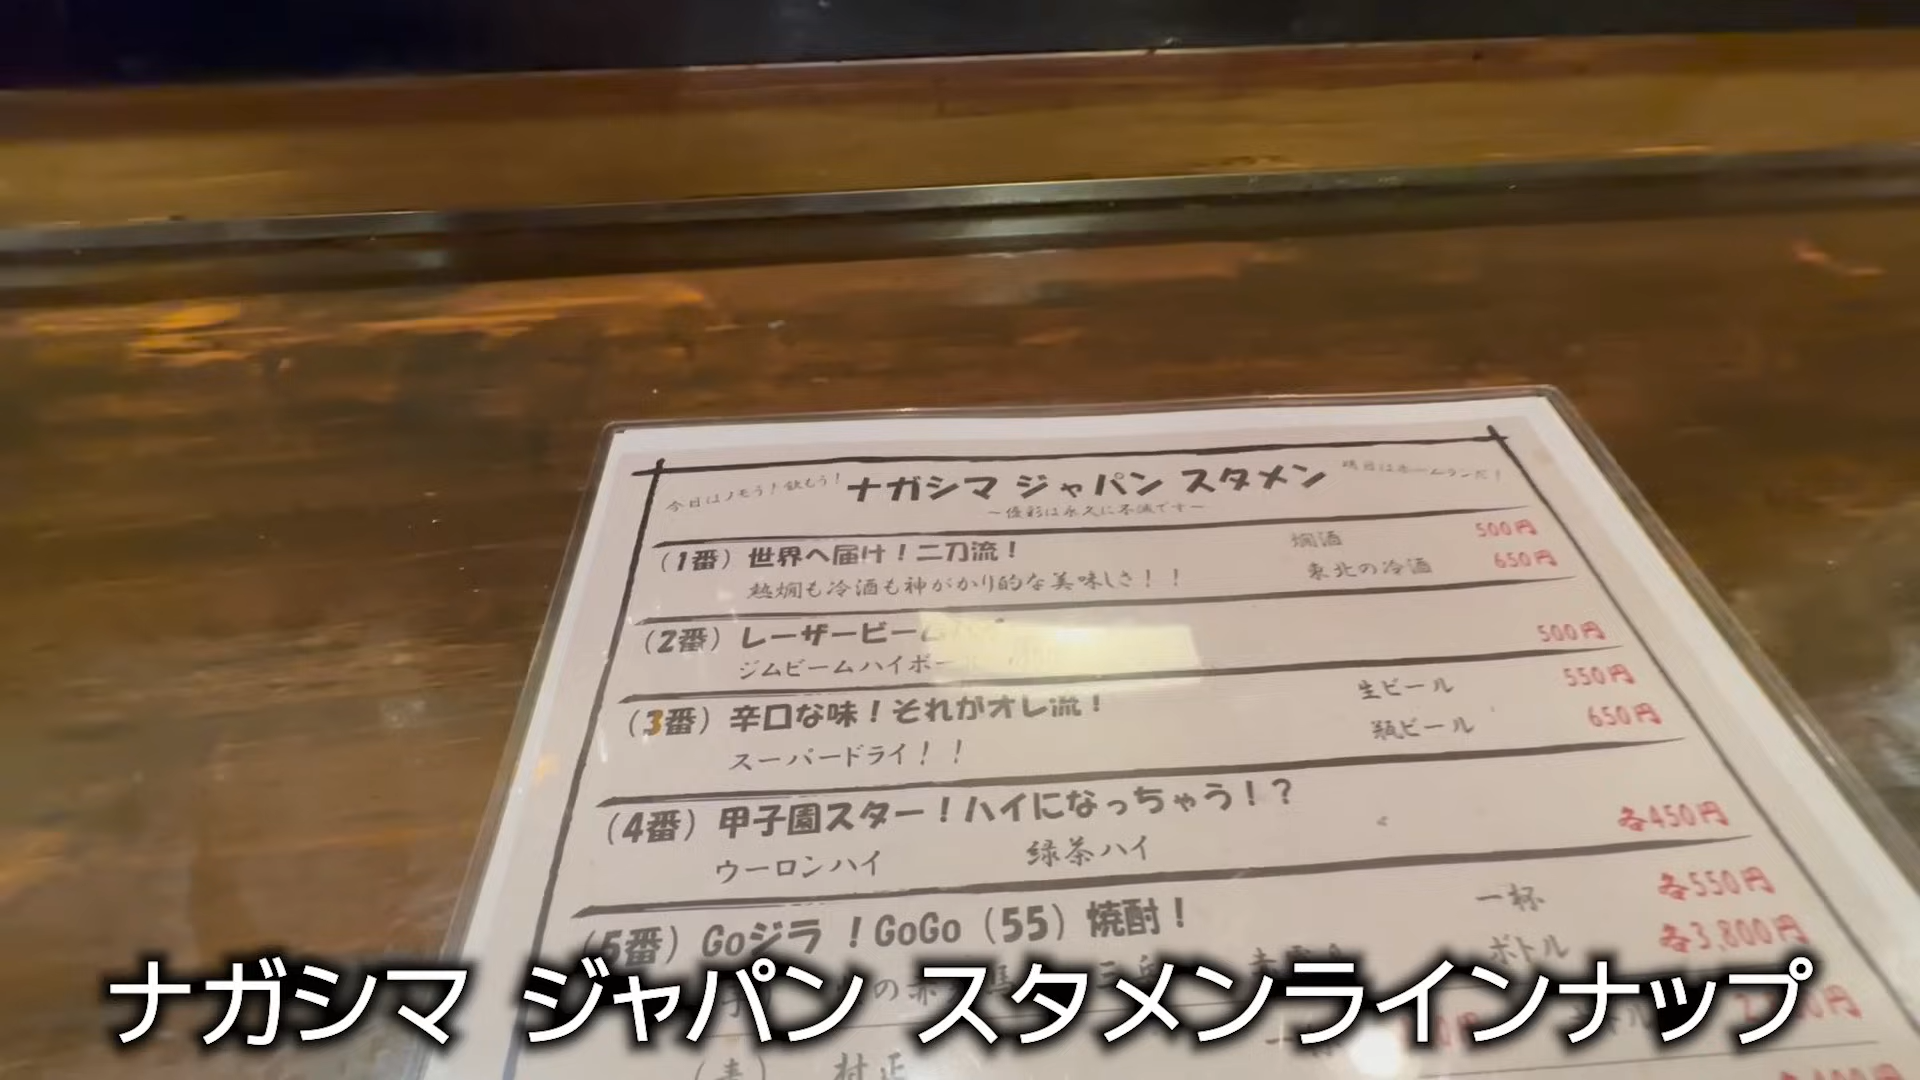 今日はノモう！飲もう！ ナガシマ ジャパン スタメン 明日はホームランだ！
～優彩は永久に不滅です～
（1番）世界へ届け！二刀流！ 燗酒 500円
熱燗も冷酒も神がかり的な美味しさ！！ 東北の冷酒 650円
（2番）レーザービーム 500円
ジムビームハイボール
（3番）辛口な味！それがオレ流！ 生ビール 550円
スーパードライ！！ 瓶ビール 650円
（4番）甲子園スター！ハイになっちゃう！？ 各450円
ウーロンハイ 緑茶ハイ
（5番）Goジラ！GoGo（55）焼酎！ 一杯 各550円
ボトル 各3,800円
村正
ナガシマ ジャパン スタメンラインナップ